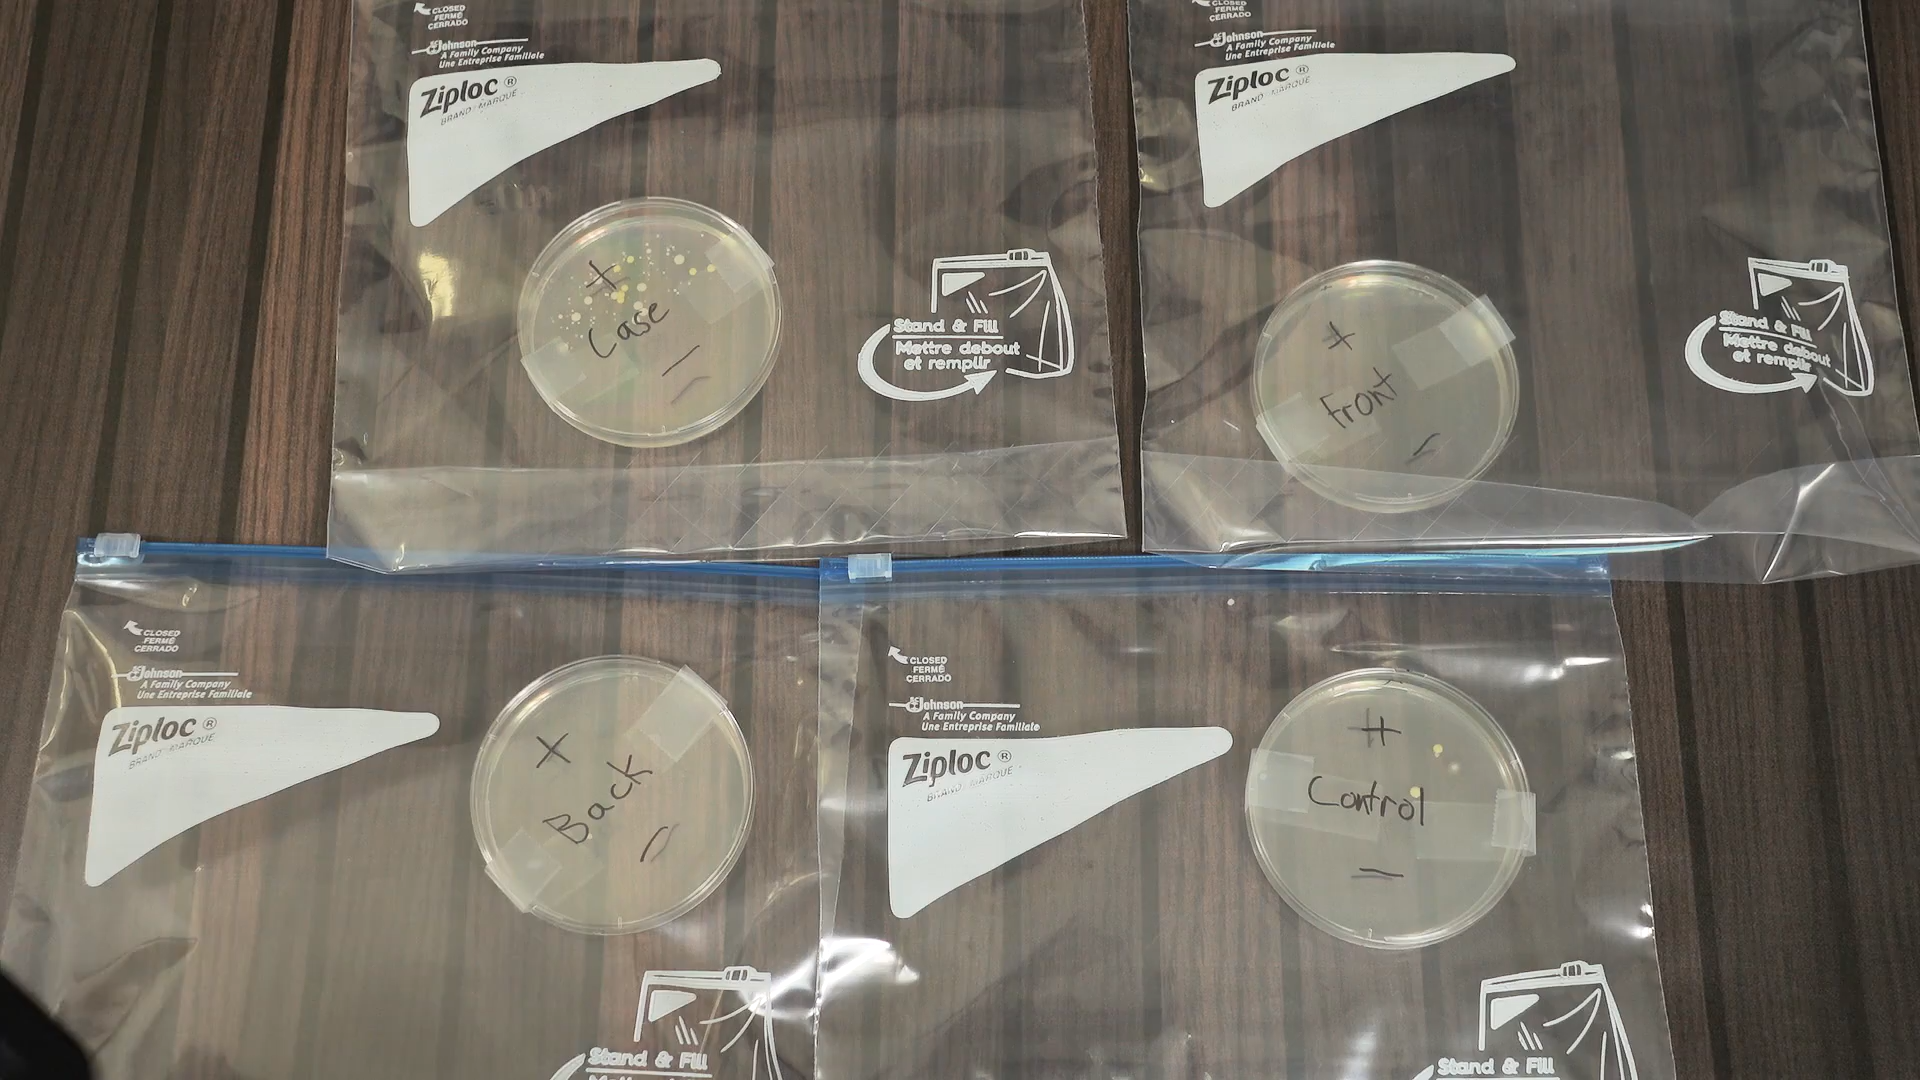 CLOSED
FERMÉ
CERRADO
Johnson
A Family Company
Une Entreprise Familiale
Ziploc®
BRAND · MARQUE
+
Case
−
Stand & Fill
Mettre debout
et remplir
CLOSED
FERMÉ
CERRADO
Johnson
A Family Company
Une Entreprise Familiale
Ziploc®
BRAND · MARQUE
+
Front
−
Stand & Fill
Mettre debout
et remplir
CLOSED
FERMÉ
CERRADO
Johnson
A Family Company
Une Entreprise Familiale
Ziploc®
BRAND · MARQUE
+
Back
−
Stand & Fill
CLOSED
FERMÉ
CERRADO
Johnson
A Family Company
Une Entreprise Familiale
Ziploc®
BRAND · MARQUE
+
Control
−
Stand & Fill